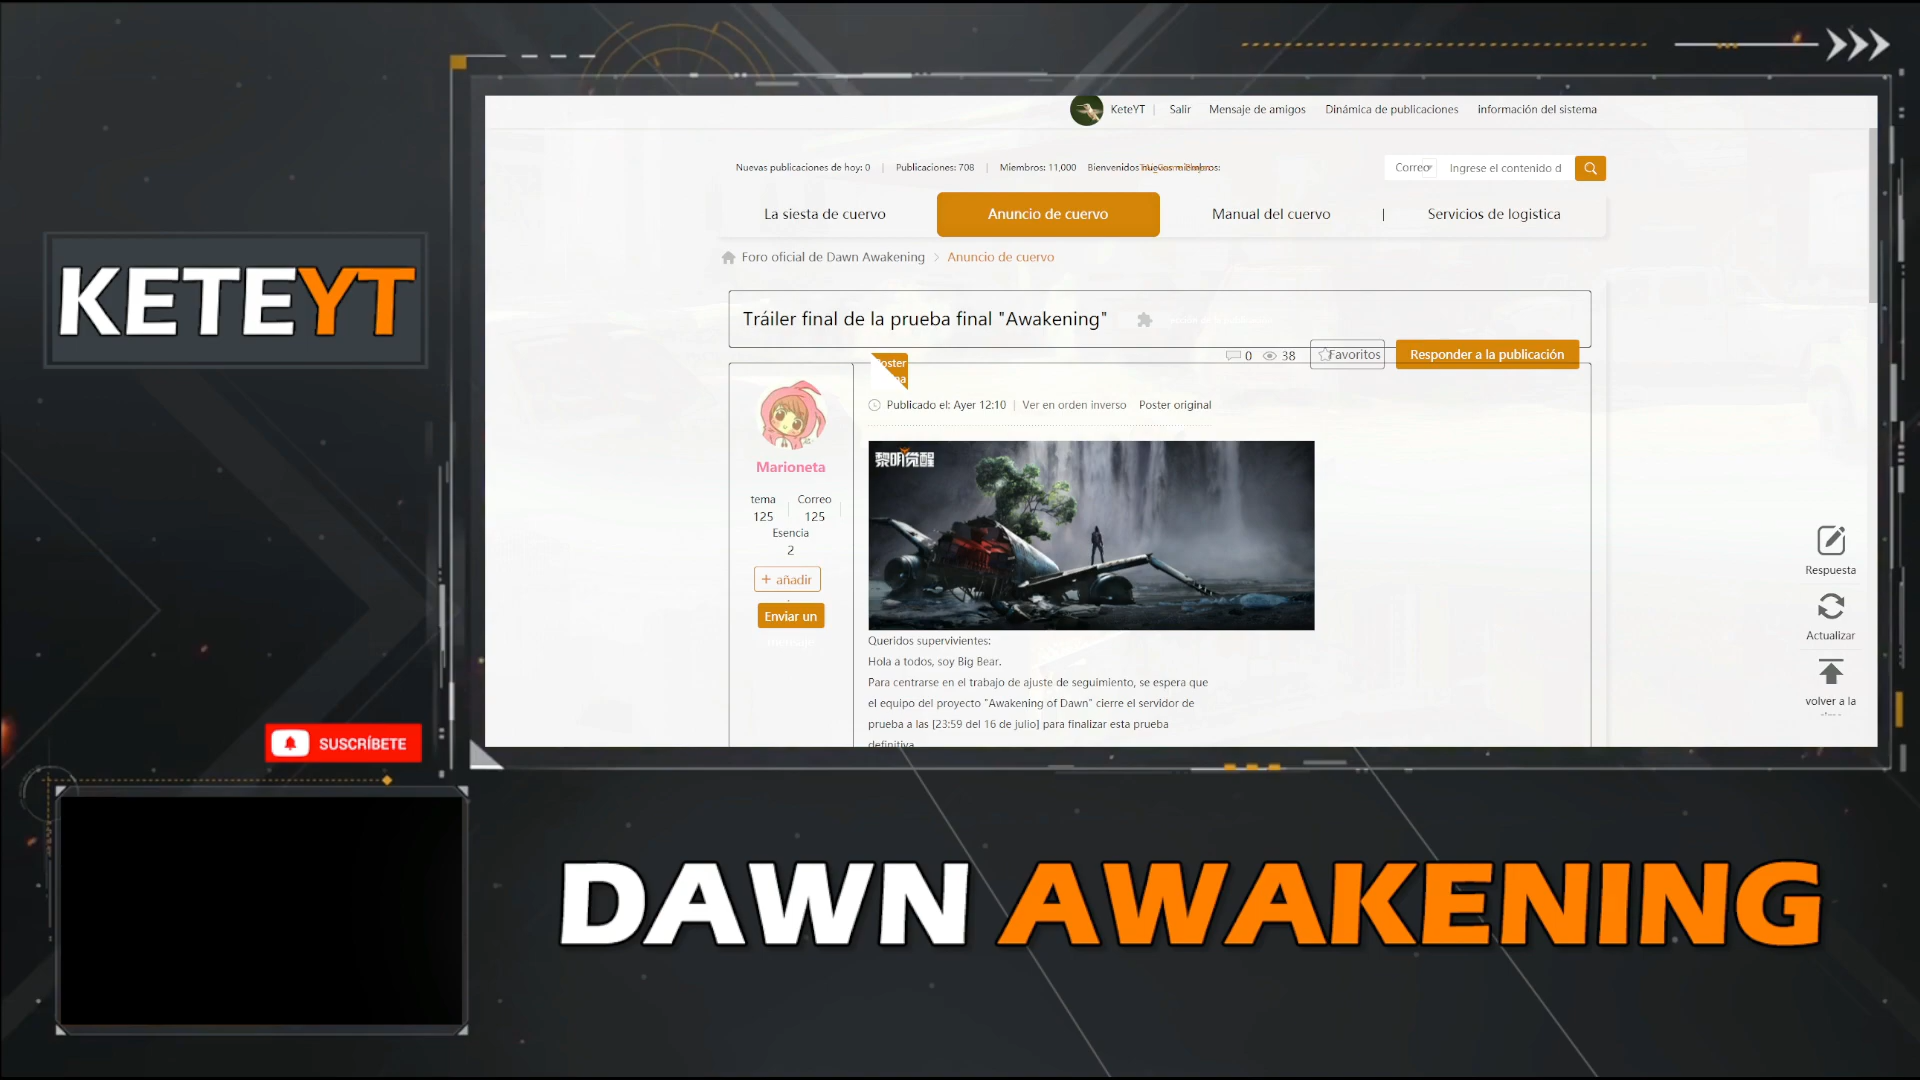 KeteYT
Salir
Mensaje de amigos
Dinámica de publicaciones
información del sistema
Nuevas publicaciones de hoy: 0
Publicaciones: 708
Miembros: 11,000
Bienvenidos nuevos miembros:
Correo
Ingrese el contenido d
La siesta de cuervo
Anuncio de cuervo
Manual del cuervo
|
Servicios de logistica
Foro oficial de Dawn Awakening
Anuncio de cuervo
KETEYT
Tráiler final de la prueba final "Awakening"
0
38
Favoritos
Responder a la publicación
Publicado el: Ayer 12:10
Ver en orden inverso
Poster original
黎明觉醒
Marioneta
tema
Correo
125
125
Esencia
2
+ añadir
Enviar un
Queridos supervivientes:
Hola a todos, soy Big Bear.
Para centrarse en el trabajo de ajuste de seguimiento, se espera que
el equipo del proyecto "Awakening of Dawn" cierre el servidor de
prueba a las [23:59 del 16 de julio] para finalizar esta prueba
definitiva
Respuesta
Actualizar
volver a la
SUSCRÍBETE
DAWN AWAKENING